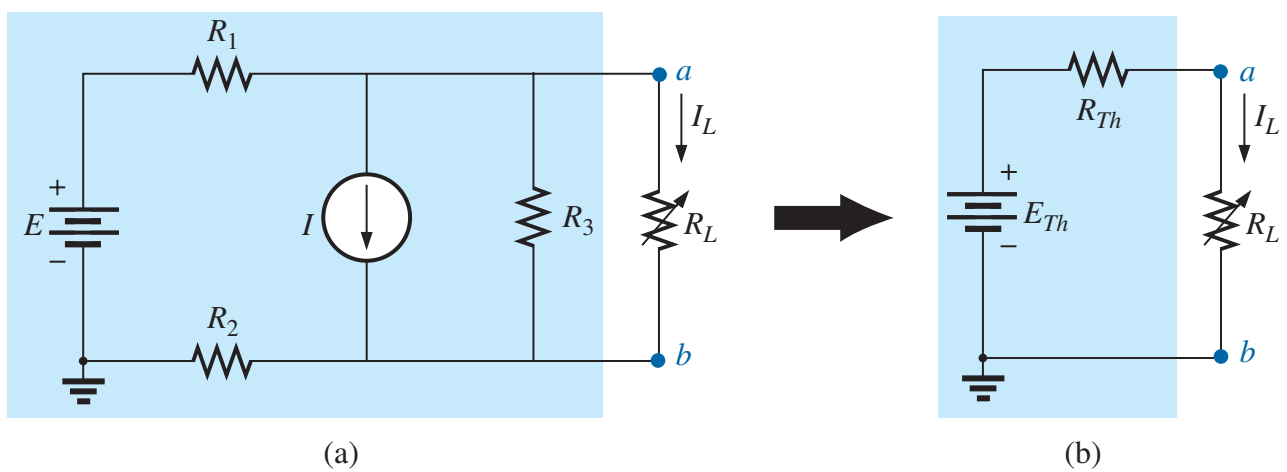 R1
a
IL
+
E
−
I
R3
RL
R2
b
(a)
RTh
a
IL
+
ETh
−
RL
b
(b)